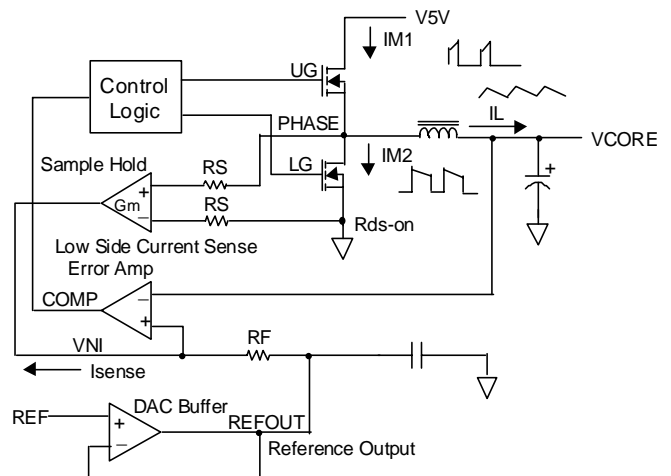 V5V
IM1
UG
Control
Logic
PHASE
IL
VCORE
Sample Hold
RS
LG
IM2
+
Gm
RS
−
+
Rds-on
Low Side Current Sense
Error Amp
COMP
−
+
VNI
RF
Isense
DAC Buffer
REF
+
REFOUT
−
Reference Output